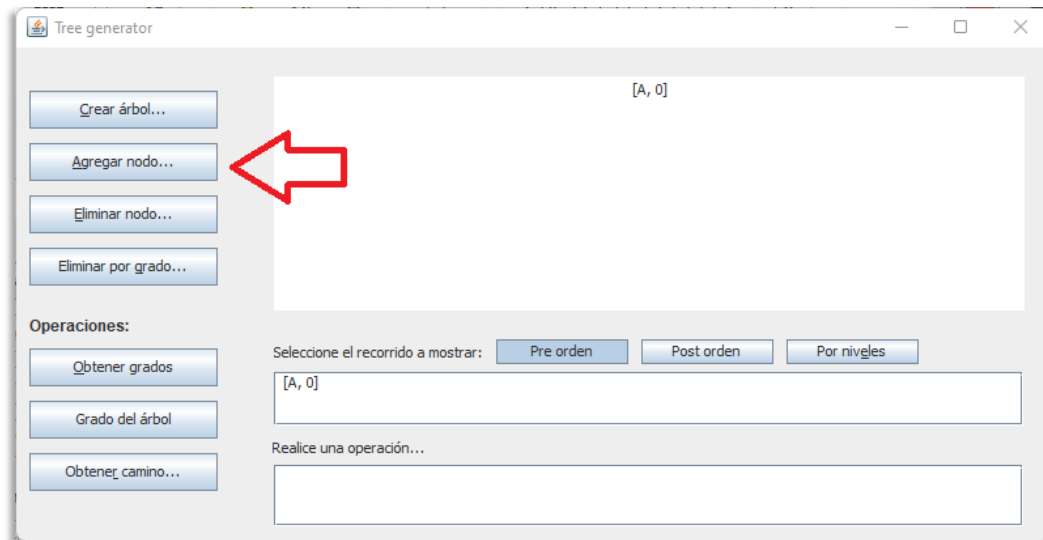 Tree generator
[A, 0]
Crear árbol...
Agregar nodo...
Eliminar nodo...
Eliminar por grado...
Operaciones:
Obtener grados
Grado del árbol
Obtener camino...
Seleccione el recorrido a mostrar: Pre orden Post orden Por niveles
[A, 0]
Realice una operación...